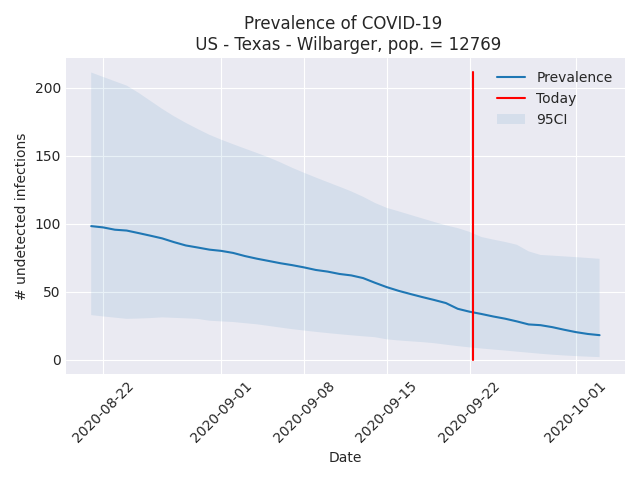 Prevalence of COVID-19
US - Texas - Wilbarger, pop. = 12769
Prevalence
Today
95CI
# undetected infections
200
150
100
50
0
2020-08-22
2020-09-01
2020-09-08
2020-09-15
2020-09-22
2020-10-01
Date